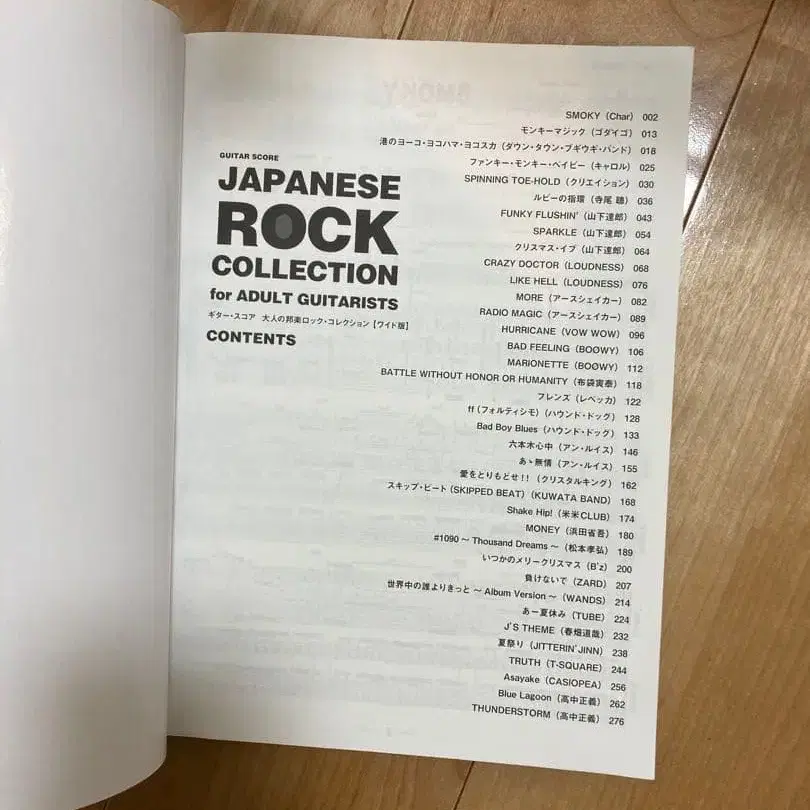 GUITAR SCORE
JAPANESE
ROCK
COLLECTION
for ADULT GUITARISTS
ギター・スコア 大人の邦楽ロック・コレクション【ワイド版】
CONTENTS
SMOKY（Char） 002
モンキーマジック（ゴダイゴ） 013
港のヨーコ・ヨコハマ・ヨコスカ（ダウン・タウン・ブギウギ・バンド） 018
ファンキー・モンキー・ベイビー（キャロル） 025
SPINNING TOE-HOLD（クリエイション） 030
ルビーの指環（寺尾 聰） 036
FUNKY FLUSHIN'（山下達郎） 043
SPARKLE（山下達郎） 054
クリスマス・イブ（山下達郎） 064
CRAZY DOCTOR（LOUDNESS） 068
LIKE HELL（LOUDNESS） 076
MORE（アースシェイカー） 082
RADIO MAGIC（アースシェイカー） 089
HURRICANE（VOW WOW） 096
BAD FEELING（BOØWY） 106
MARIONETTE（BOØWY） 112
BATTLE WITHOUT HONOR OR HUMANITY（布袋寅泰） 118
フレンズ（レベッカ） 122
ff（フォルティシモ）（ハウンド・ドッグ） 128
Bad Boy Blues（ハウンド・ドッグ） 133
六本木心中（アン・ルイス） 146
あゝ無情（アン・ルイス） 155
愛をとりもどせ!!（クリスタルキング） 162
スキップ・ビート（SKIPPED BEAT）（KUWATA BAND） 168
Shake Hip!（米米CLUB） 174
MONEY（浜田省吾） 180
#1090 ～ Thousand Dreams ～（松本孝弘） 189
いつかのメリークリスマス（B'z） 200
負けないで（ZARD） 207
世界中の誰よりきっと ～ Album Version ～（WANDS） 214
あー夏休み（TUBE） 224
J'S THEME（春畑道哉） 232
夏祭り（JITTERIN'JINN） 238
TRUTH（T-SQUARE） 244
Asayake（CASIOPEA） 256
Blue Lagoon（高中正義） 262
THUNDERSTORM（高中正義） 276